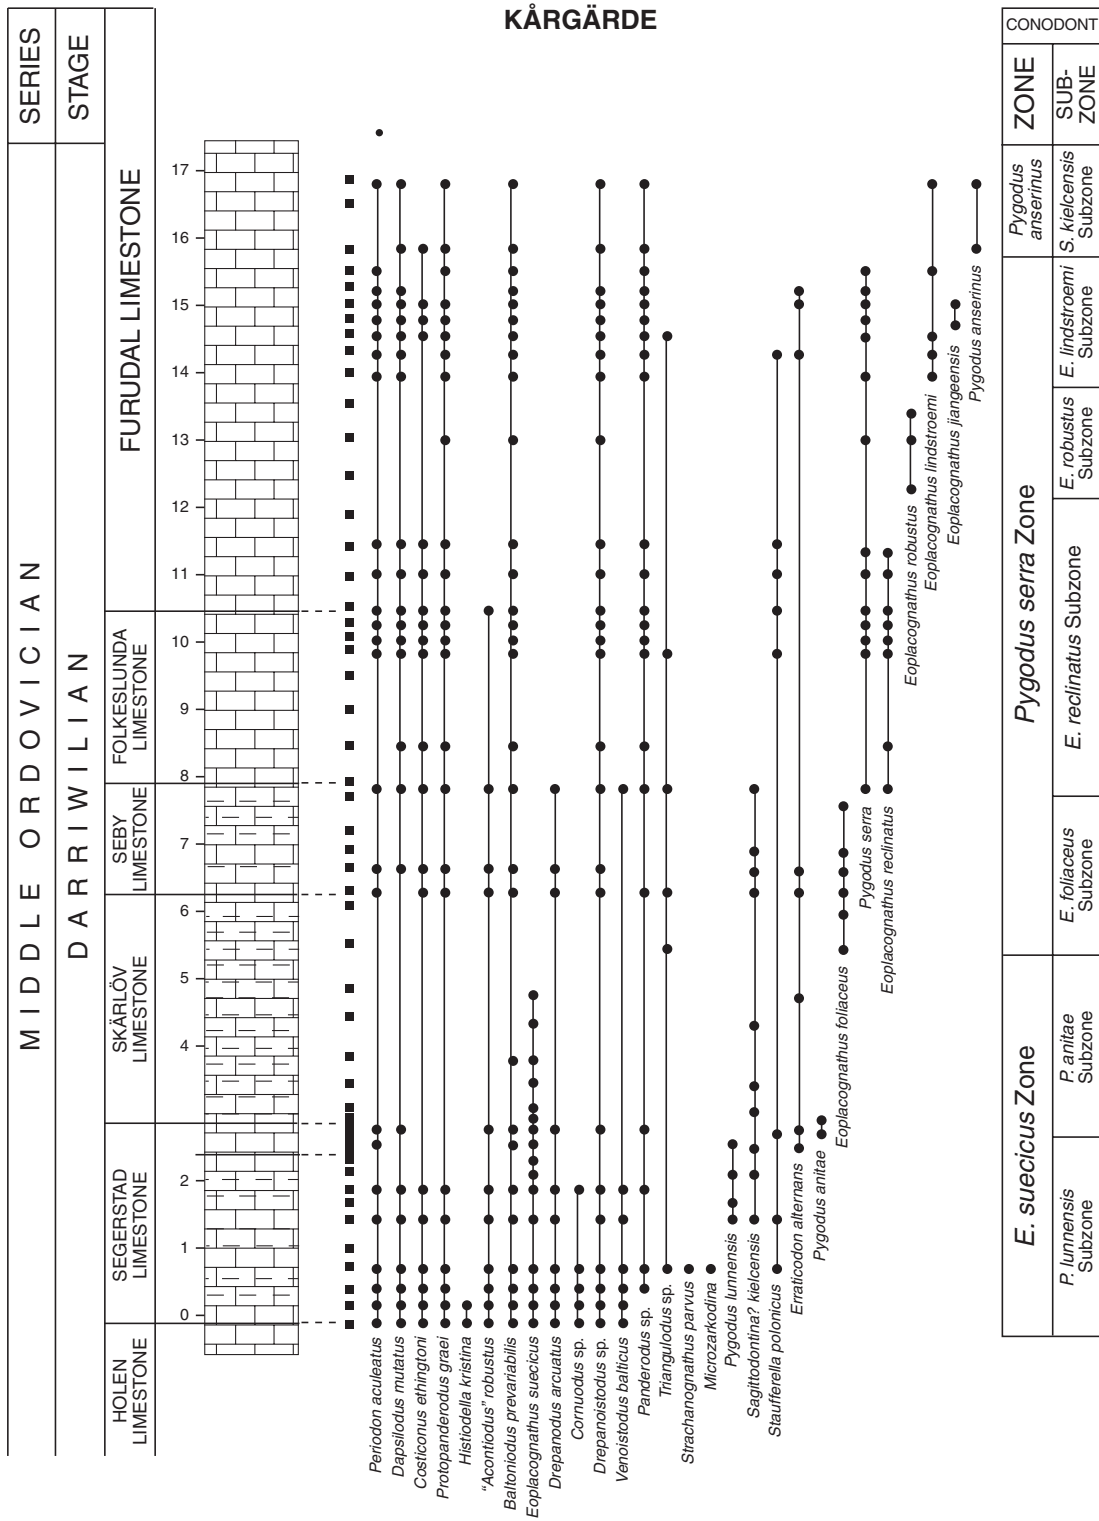 KÅRGÄRDE
SERIES
STAGE
MIDDLE ORDOVICIAN
DARRIWILIAN
FURUDAL LIMESTONE
FOLKESLUNDA
LIMESTONE
SEBY
LIMESTONE
SKÄRLÖV
LIMESTONE
SEGERSTAD
LIMESTONE
HOLEN
LIMESTONE
17
16
15
14
13
12
11
10
9
8
7
6
5
4
2
1
0
Periodon aculeatus
Dapsilodus mutatus
Costiconus ethingtoni
Protopanderodus graei
Histiodella kristina
"Acontiodus" robustus
Baltoniodus prevariabilis
Eoplacognathus suecicus
Drepanodus arcuatus
Cornuodus sp.
Drepanoistodus sp.
Venoistodus balticus
Panderodus sp.
Triangulodus sp.
Strachanognathus parvus
Microzarkodina
Pygodus lunnensis
Sagittodontina? kielcensis
Staufferella polonicus
Erraticodon alternans
Pygodus anitae
Eoplacognathus foliaceus
Pygodus serra
Eoplacognathus reclinatus
Eoplacognathus robustus
Eoplacognathus lindstroemi
Eoplacognathus jiangeensis
Pygodus anserinus
CONODONT
ZONE
SUB-
ZONE
Pygodus
anserinus
S. kielcensis
Subzone
Pygodus serra Zone
E. lindstroemi
Subzone
E. robustus
Subzone
E. reclinatus Subzone
E. foliaceus
Subzone
E. suecicus Zone
P. anitae
Subzone
P. lunnensis
Subzone